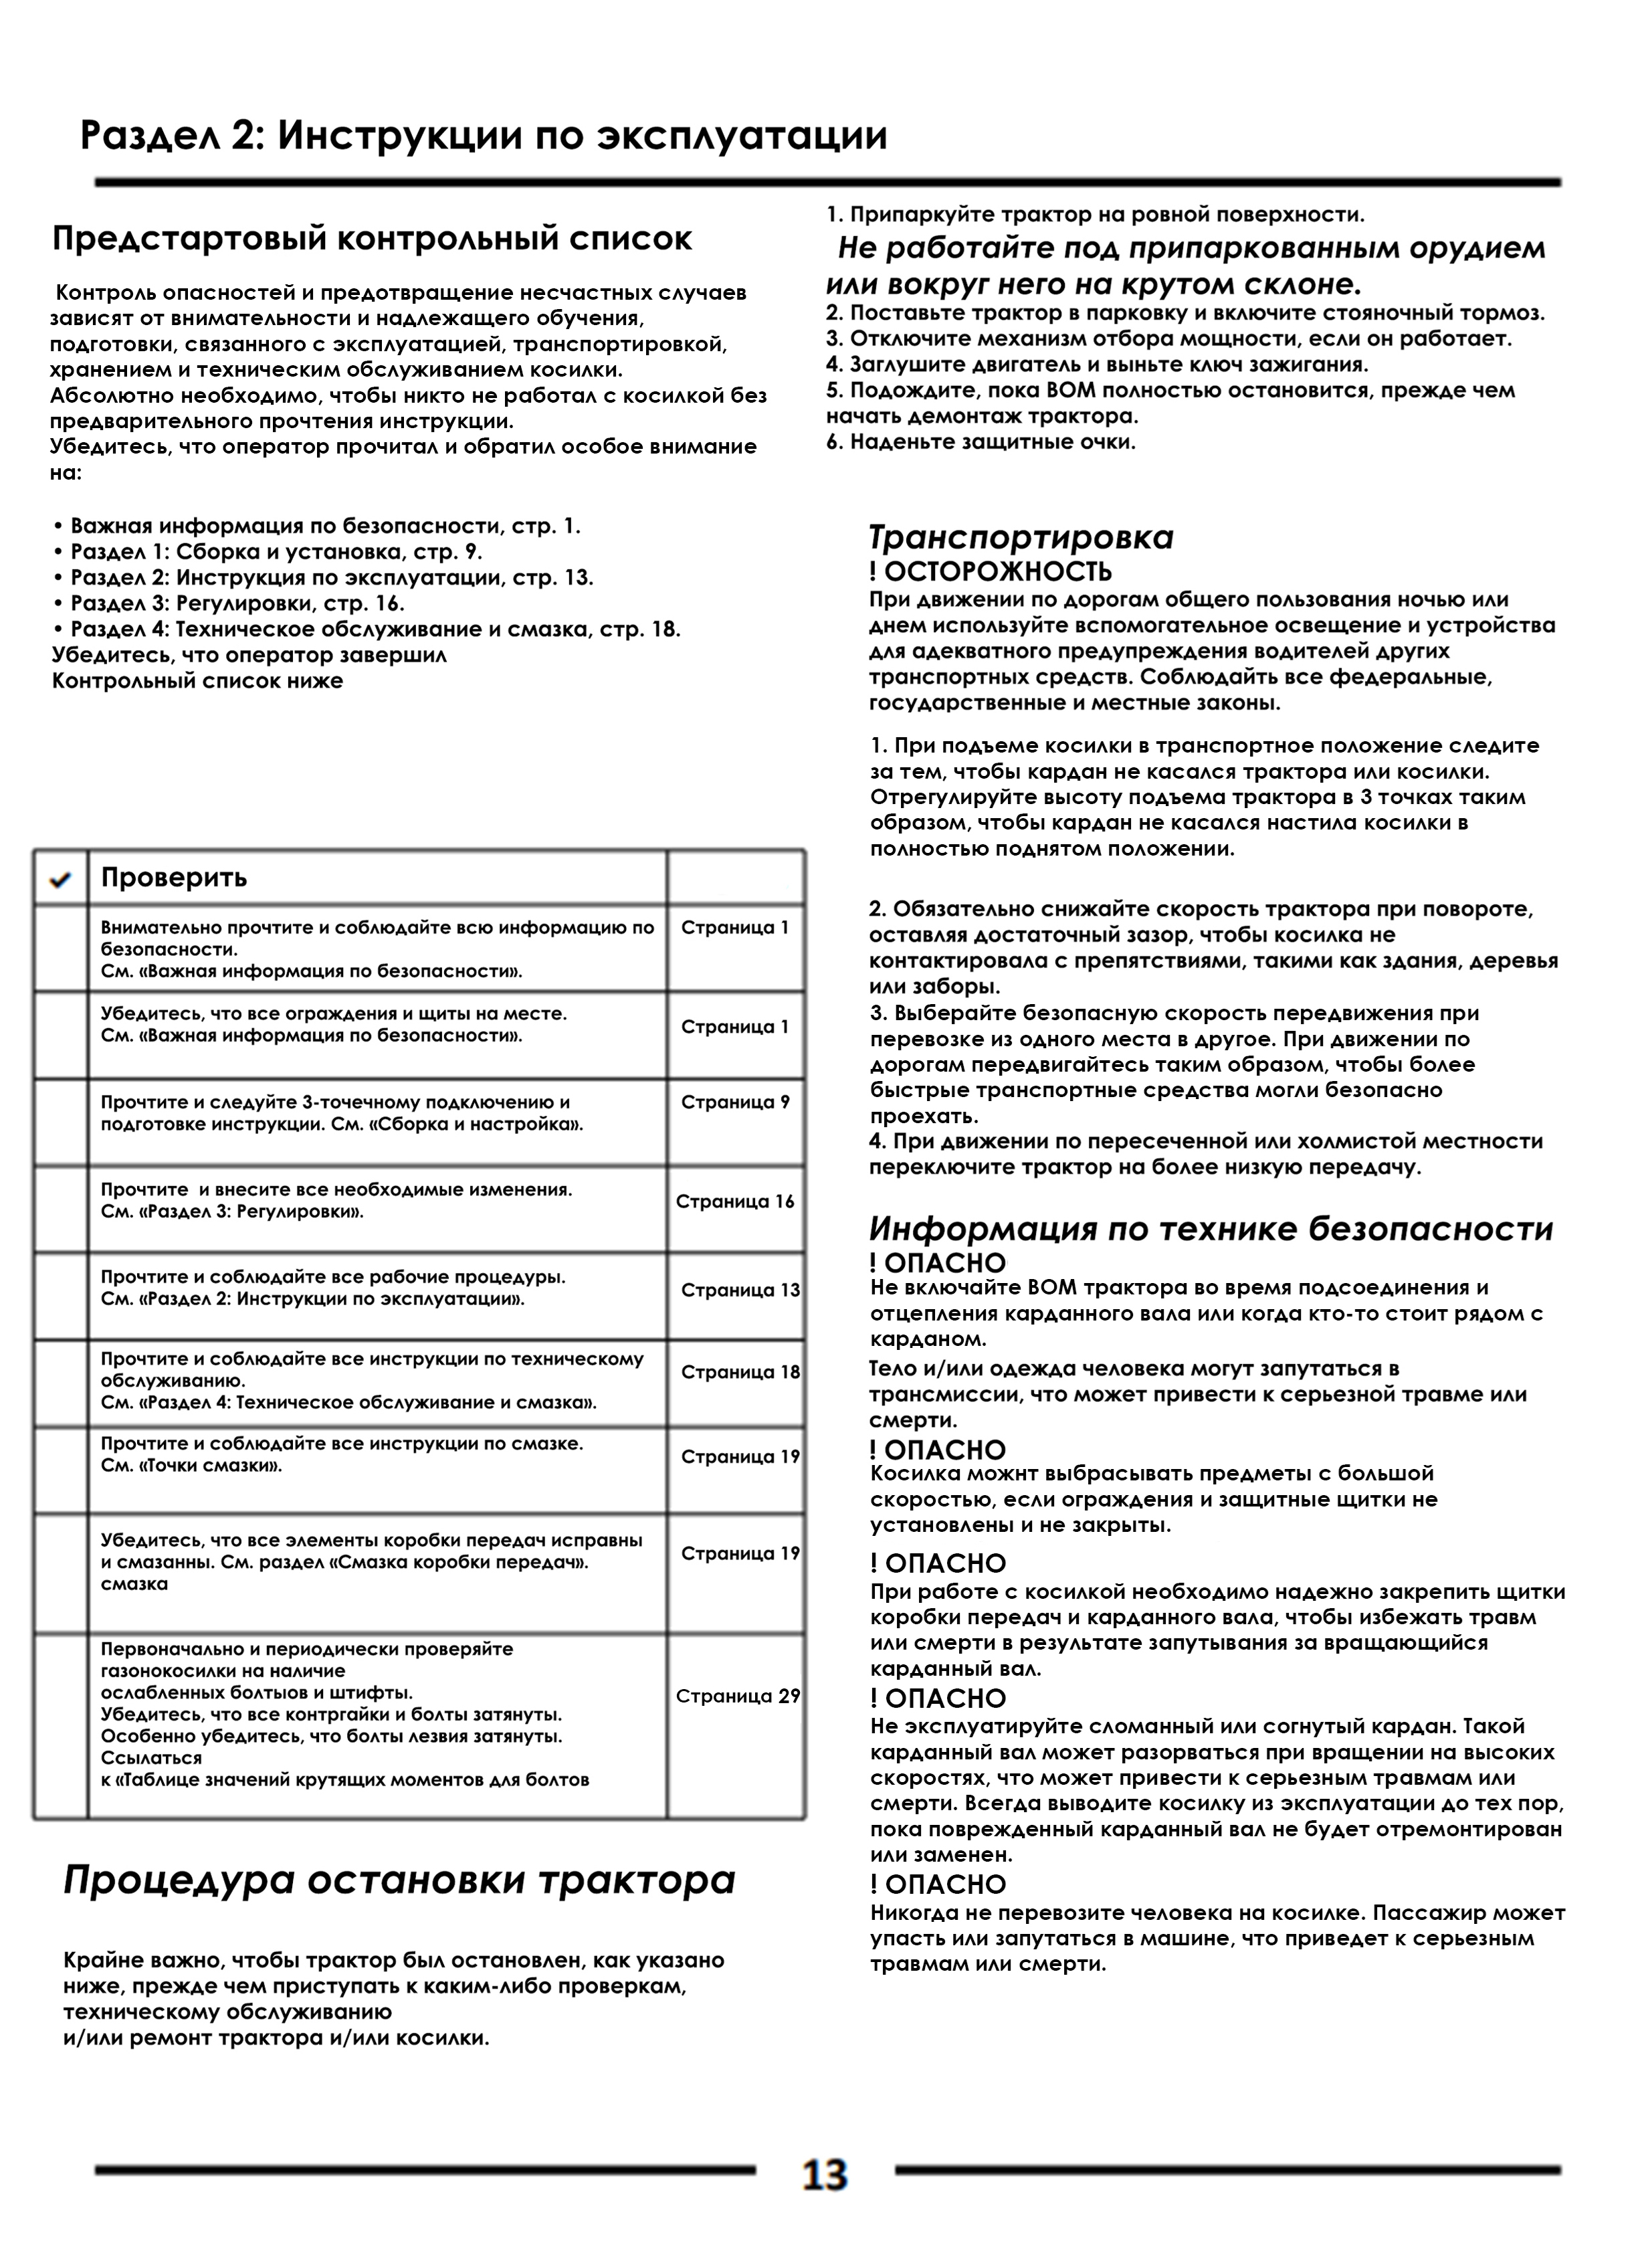 Раздел 2: Инструкции по эксплуатации
Предстартовый контрольный список
Контроль опасностей и предотвращение несчастных случаев
зависят от внимательности и надлежащего обучения,
подготовки, связанного с эксплуатацией, транспортировкой,
хранением и техническим обслуживанием косилки.
Абсолютно необходимо, чтобы никто не работал с косилкой без
предварительного прочтения инструкции.
Убедитесь, что оператор прочитал и обратил особое внимание
на:
• Важная информация по безопасности, стр. 1.
• Раздел 1: Сборка и установка, стр. 9.
• Раздел 2: Инструкция по эксплуатации, стр. 13.
• Раздел 3: Регулировки, стр. 16.
• Раздел 4: Техническое обслуживание и смазка, стр. 18.
Убедитесь, что оператор завершил
Контрольный список ниже
✓ Проверить
Внимательно прочтите и соблюдайте всю информацию по
безопасности.
См. «Важная информация по безопасности».
Страница 1
Убедитесь, что все ограждения и щиты на месте.
См. «Важная информация по безопасности».
Страница 1
Прочтите и следуйте 3-точечному подключению и
подготовке инструкции. См. «Сборка и настройка».
Страница 9
Прочтите и внесите все необходимые изменения.
См. «Раздел 3: Регулировки».
Страница 16
Прочтите и соблюдайте все рабочие процедуры.
См. «Раздел 2: Инструкции по эксплуатации».
Страница 13
Прочтите и соблюдайте все инструкции по техническому
обслуживанию.
См. «Раздел 4: Техническое обслуживание и смазка».
Страница 18
Прочтите и соблюдайте все инструкции по смазке.
См. «Точки смазки».
Страница 19
Убедитесь, что все элементы коробки передач исправны
и смазанны. См. раздел «Смазка коробки передач».
смазка
Страница 19
Первоначально и периодически проверяйте
газонокосилки на наличие
ослабленных болтыов и штифты.
Убедитесь, что все контргайки и болты затянуты.
Особенно убедитесь, что болты лезвия затянуты.
Ссылаться
к «Таблице значений крутящих моментов для болтов
Страница 29
Процедура остановки трактора
Крайне важно, чтобы трактор был остановлен, как указано
ниже, прежде чем приступать к каким-либо проверкам,
техническому обслуживанию
и/или ремонт трактора и/или косилки.
1. Припаркуйте трактор на ровной поверхности.
Не работайте под припаркованным орудием
или вокруг него на крутом склоне.
2. Поставьте трактор в парковку и включите стояночный тормоз.
3. Отключите механизм отбора мощности, если он работает.
4. Заглушите двигатель и выньте ключ зажигания.
5. Подождите, пока ВОМ полностью остановится, прежде чем
начать демонтаж трактора.
6. Наденьте защитные очки.
Транспортировка
! ОСТОРОЖНОСТЬ
При движении по дорогам общего пользования ночью или
днем используйте вспомогательное освещение и устройства
для адекватного предупреждения водителей других
транспортных средств. Соблюдайть все федеральные,
государственные и местные законы.
1. При подъеме косилки в транспортное положение следите
за тем, чтобы кардан не касался трактора или косилки.
Отрегулируйте высоту подъема трактора в 3 точках таким
образом, чтобы кардан не касался настила косилки в
полностью поднятом положении.
2. Обязательно снижайте скорость трактора при повороте,
оставляя достаточный зазор, чтобы косилка не
контактировала с препятствиями, такими как здания, деревья
или заборы.
3. Выберайте безопасную скорость передвижения при
перевозке из одного места в другое. При движении по
дорогам передвигайтесь таким образом, чтобы более
быстрые транспортные средства могли безопасно
проехать.
4. При движении по пересеченной или холмистой местности
переключите трактор на более низкую передачу.
Информация по технике безопасности
! ОПАСНО
Не включайте ВОМ трактора во время подсоединения и
отцепления карданного вала или когда кто-то стоит рядом с
карданом.
Тело и/или одежда человека могут запутаться в
трансмиссии, что может привести к серьезной травме или
смерти.
! ОПАСНО
Косилка можнт выбрасывать предметы с большой
скоростью, если ограждения и защитные щитки не
установлены и не закрыты.
! ОПАСНО
При работе с косилкой необходимо надежно закрепить щитки
коробки передач и карданного вала, чтобы избежать травм
или смерти в результате запутывания за вращающийся
карданный вал.
! ОПАСНО
Не эксплуатируйте сломанный или согнутый кардан. Такой
карданный вал может разорваться при вращении на высоких
скоростях, что может привести к серьезным травмам или
смерти. Всегда выводите косилку из эксплуатации до тех пор,
пока поврежденный карданный вал не будет отремонтирован
или заменен.
! ОПАСНО
Никогда не перевозите человека на косилке. Пассажир может
упасть или запутаться в машине, что приведет к серьезным
травмам или смерти.
13